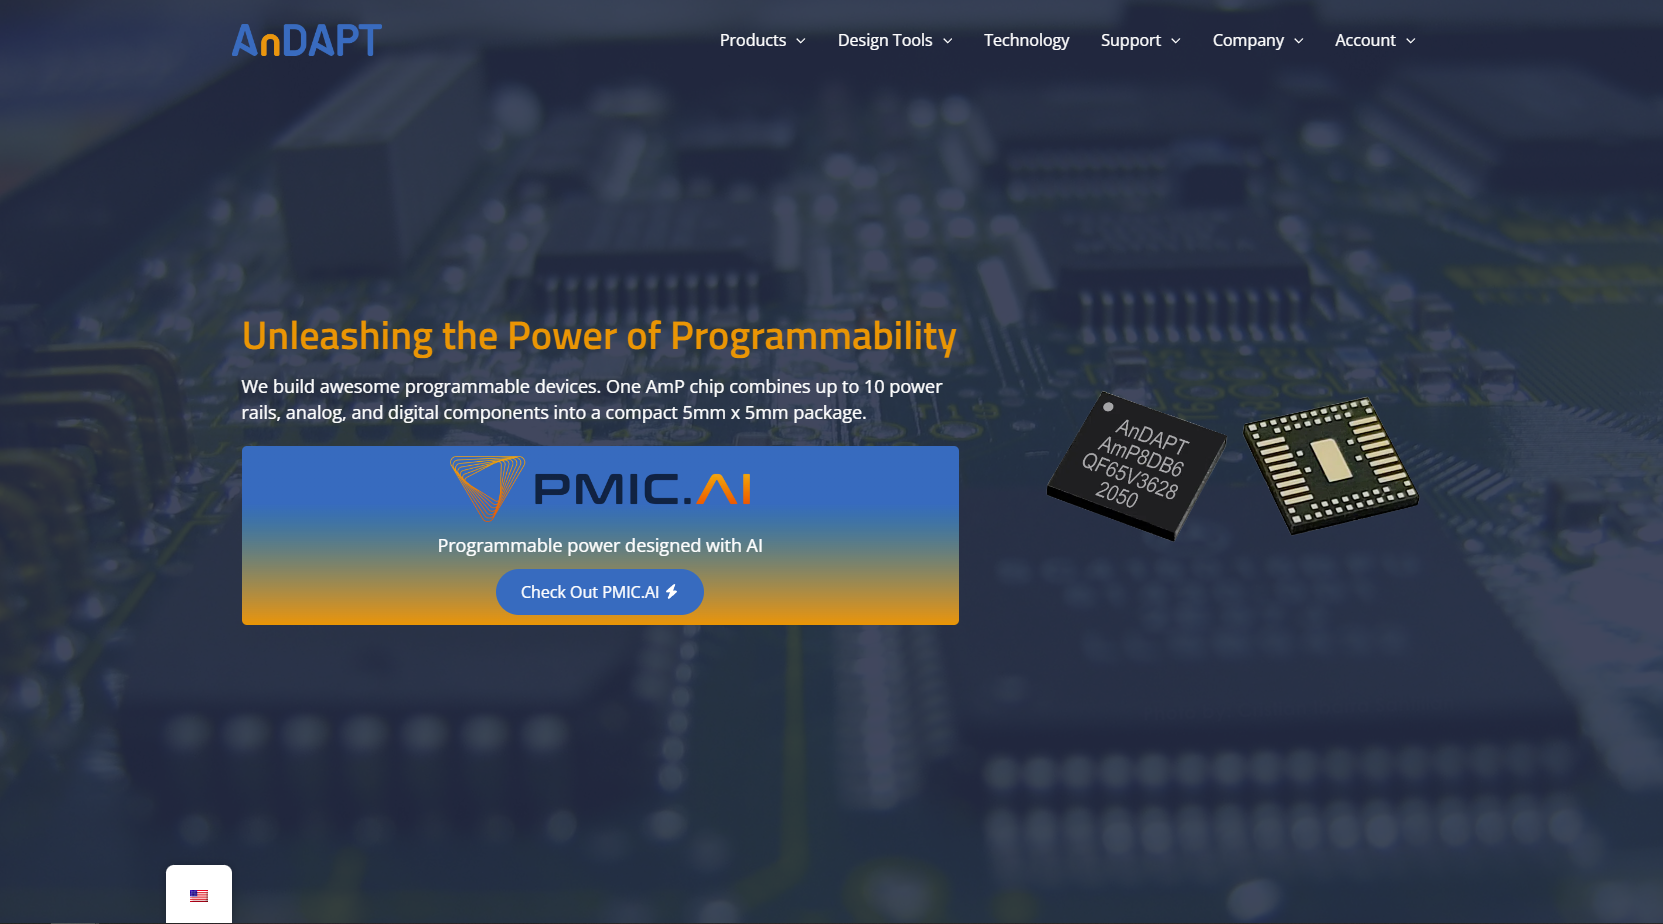 AnDAPT
Products
Design Tools
Technology
Support
Company
Account
Unleashing the Power of Programmability
We build awesome programmable devices. One AmP chip combines up to 10 power
rails, analog, and digital components into a compact 5mm x 5mm package.
PMIC.AI
Programmable power designed with AI
Check Out PMIC.AI
AnDAPT
AmP8DB6
QF65V3628
2050